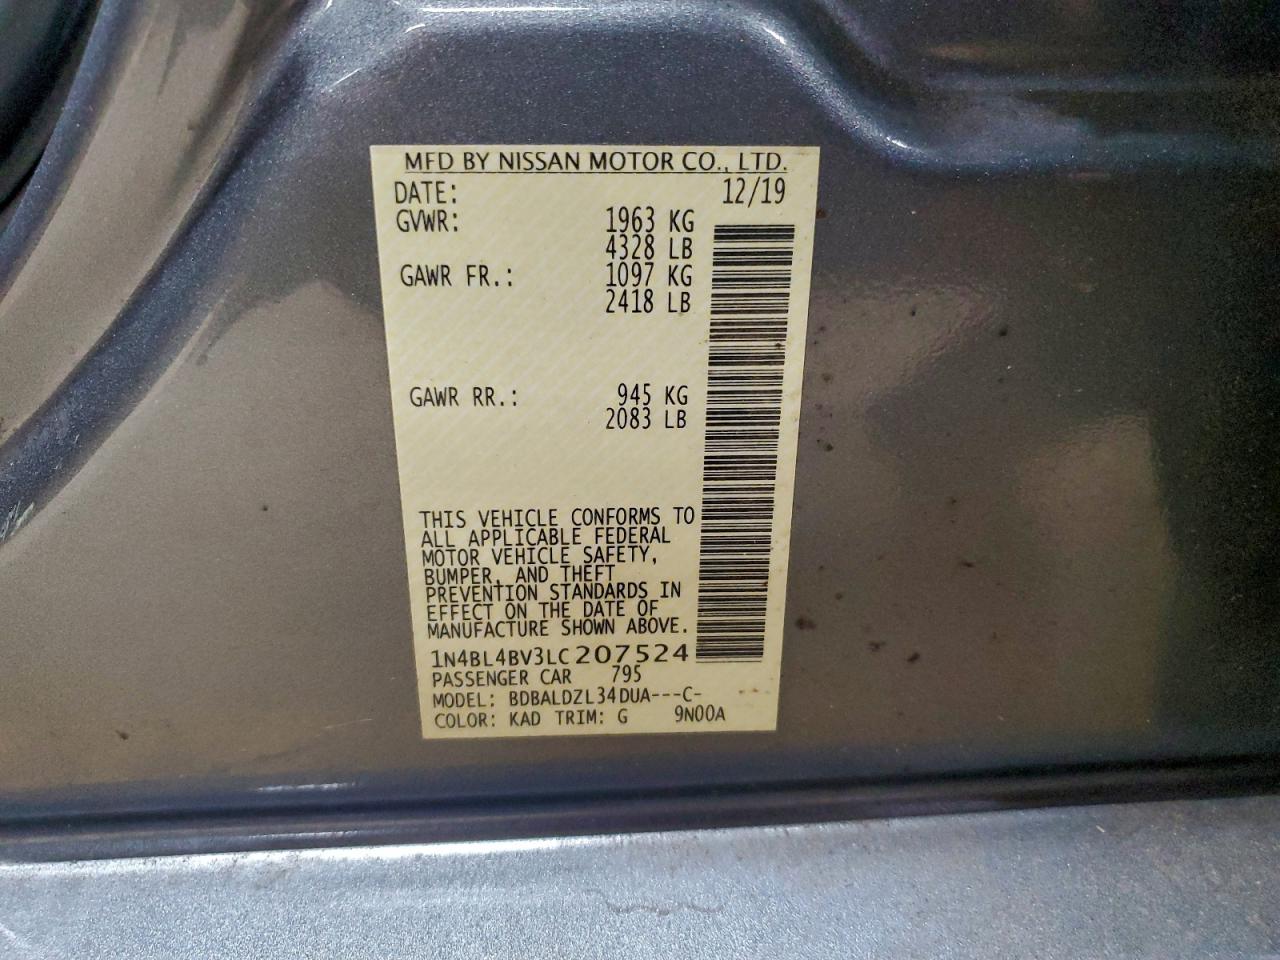 MFD BY NISSAN MOTOR CO., LTD.
DATE: 12/19
GVWR: 1963 KG
4328 LB
GAWR FR.: 1097 KG
2418 LB
GAWR RR.: 945 KG
2083 LB
THIS VEHICLE CONFORMS TO
ALL APPLICABLE FEDERAL
MOTOR VEHICLE SAFETY,
BUMPER, AND THEFT
PREVENTION STANDARDS IN
EFFECT ON THE DATE OF
MANUFACTURE SHOWN ABOVE.
1N4BL4BV3LC207524
PASSENGER CAR 795
MODEL: BDBALDZL34DUA---C-
COLOR: KAD TRIM: G 9N00A